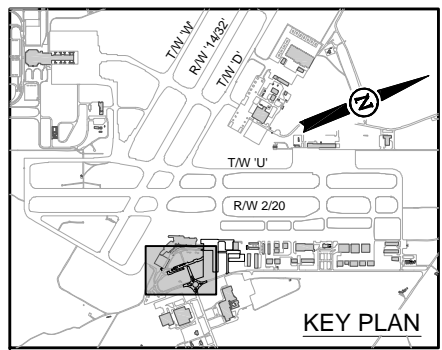 T/W 'W'
R/W '14/32'
T/W 'D'
N
T/W 'U'
R/W 2/20
KEY PLAN